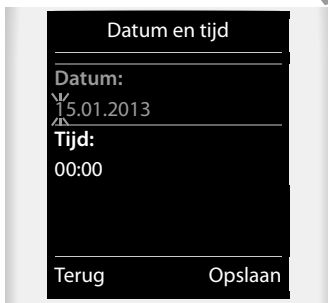 Datum en tijd
Datum:
15.01.2013
Tijd:
00:00
Terug Opslaan